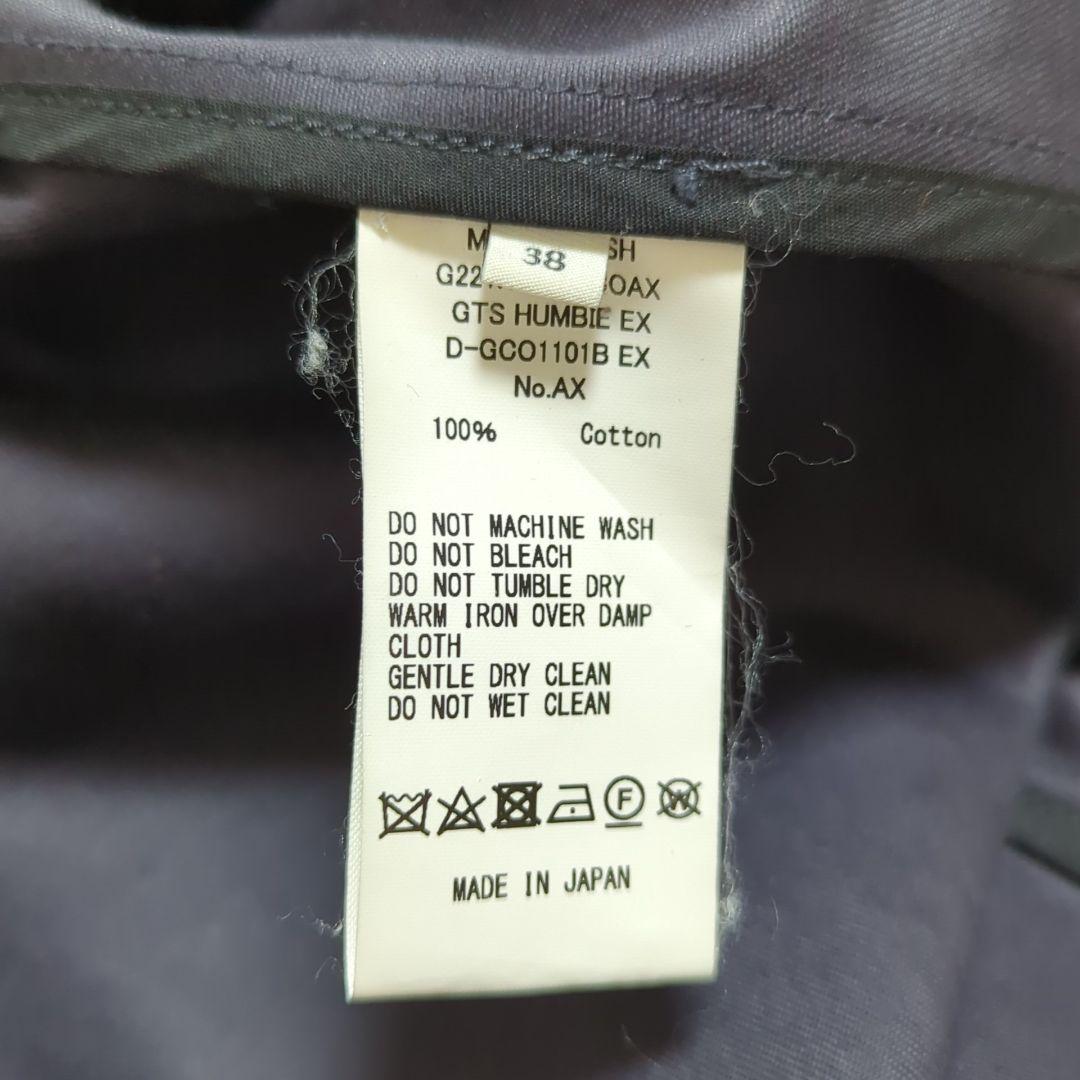 38
GTS HUMBIE EX
D-GCO1101B EX
No.AX
100% Cotton
DO NOT MACHINE WASH
DO NOT BLEACH
DO NOT TUMBLE DRY
WARM IRON OVER DAMP
CLOTH
GENTLE DRY CLEAN
DO NOT WET CLEAN
F W
MADE IN JAPAN